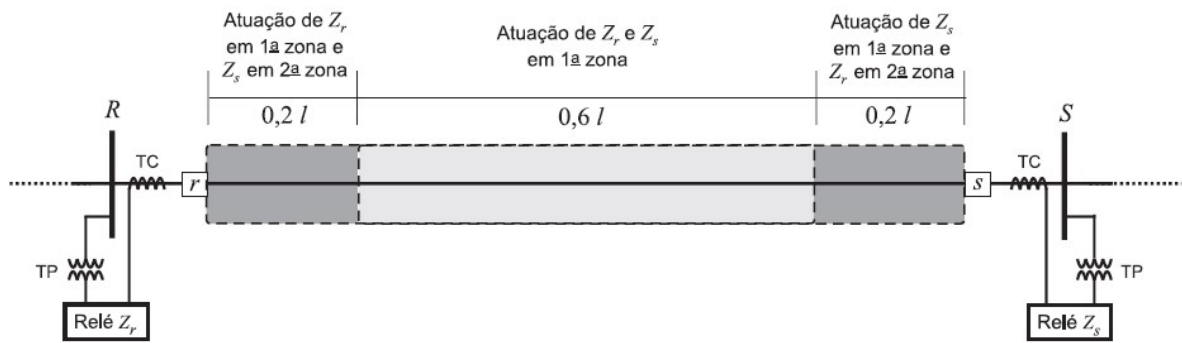 Atuação de Z_r
em 1ª zona e
Z_s em 2ª zona
Atuação de Z_r e Z_s
em 1ª zona
Atuação de Z_s
em 1ª zona e
Z_r em 2ª zona
0,2 l
0,6 l
0,2 l
R
S
TC
r
s
TC
TP
TP
Relé Z_r
Relé Z_s